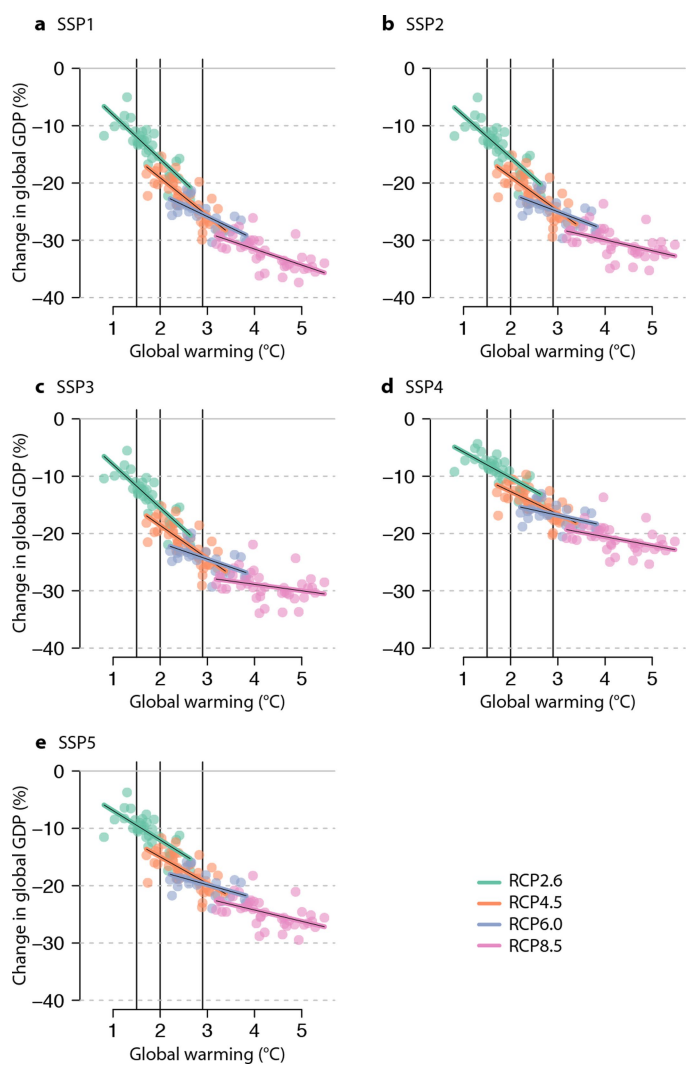 a SSP1
b SSP2
Change in global GDP (%)
0
−10
−20
−30
−40
1 2 3 4 5
Global warming (°C)
0
−10
−20
−30
−40
1 2 3 4 5
Global warming (°C)
c SSP3
d SSP4
Change in global GDP (%)
0
−10
−20
−30
−40
1 2 3 4 5
Global warming (°C)
0
−10
−20
−30
−40
1 2 3 4 5
Global warming (°C)
e SSP5
Change in global GDP (%)
0
−10
−20
−30
−40
1 2 3 4 5
Global warming (°C)
RCP2.6
RCP4.5
RCP6.0
RCP8.5